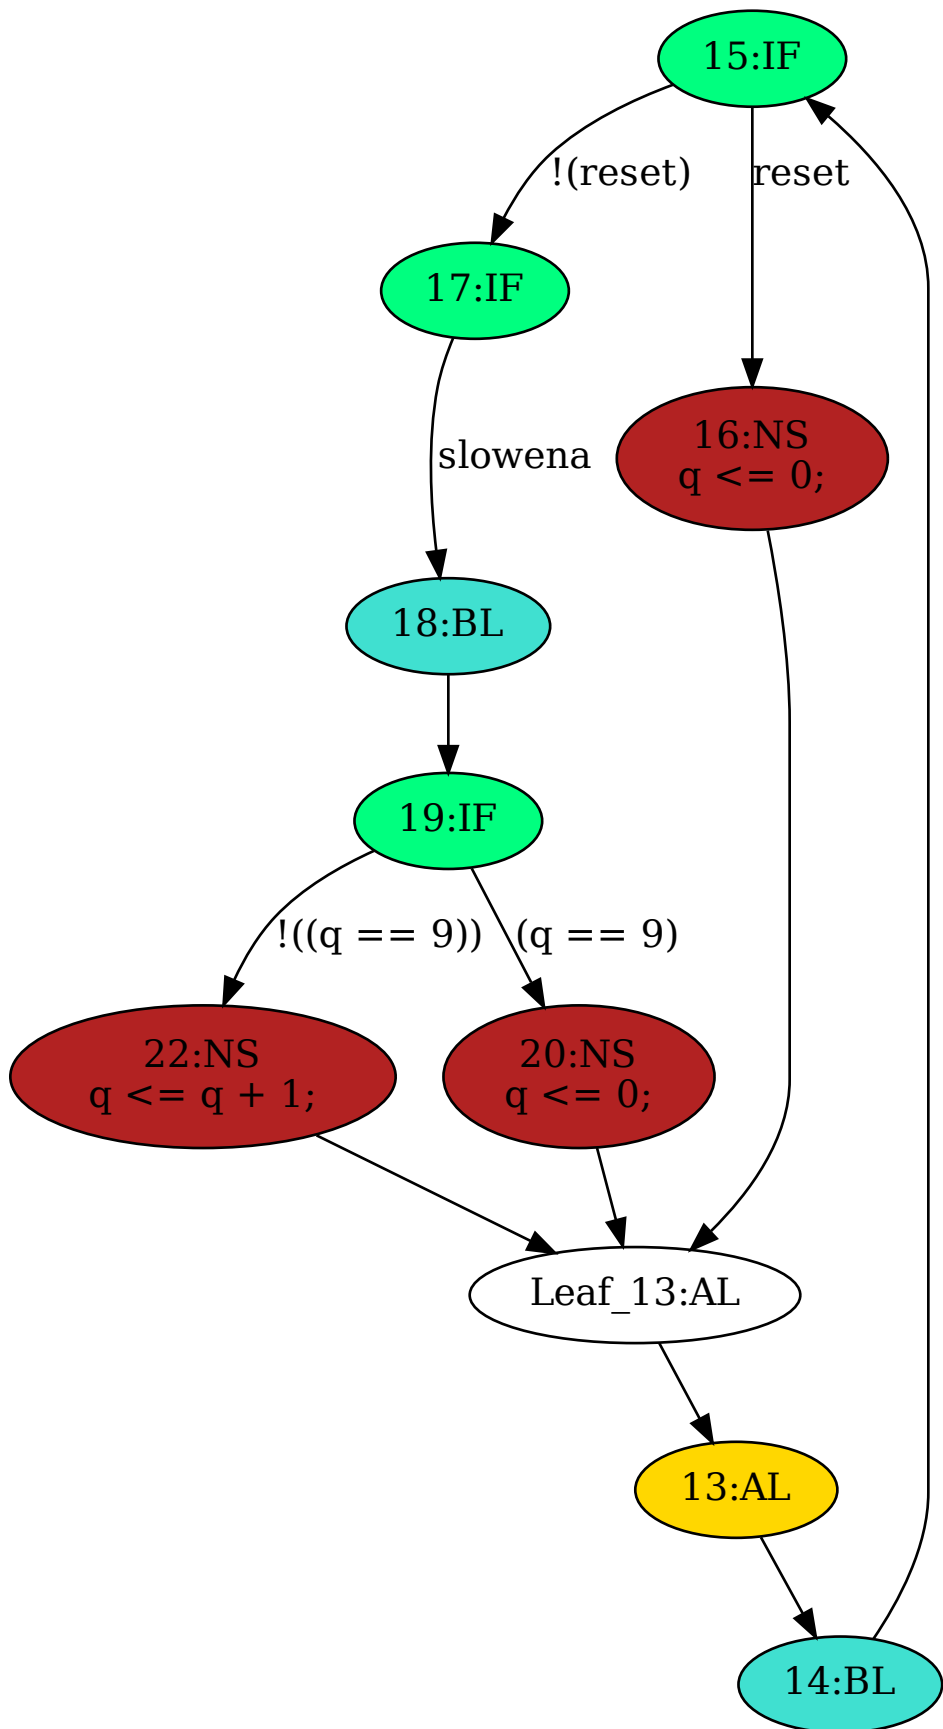 15:IF
!(reset)
reset
17:IF
16:NS
q <= 0;
slowena
18:BL
19:IF
!((q == 9))
(q == 9)
22:NS
q <= q + 1;
20:NS
q <= 0;
Leaf_13:AL
13:AL
14:BL